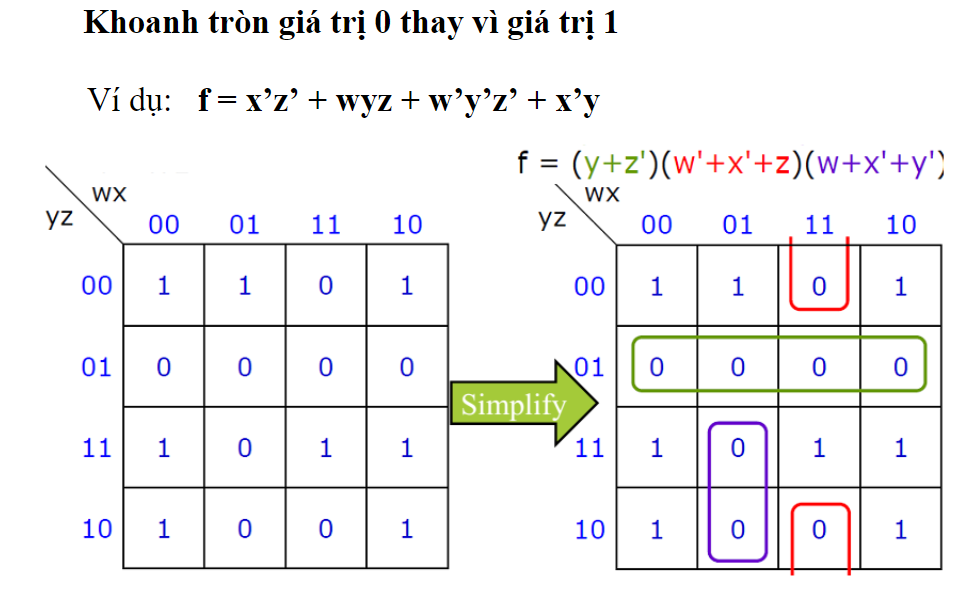 Khoanh tròn giá trị 0 thay vì giá trị 1
Ví dụ: f = x’z’ + wyz + w’y’z’ + x’y
f = (y+z')(w'+x'+z)(w+x'+y')
wx
yz
00 01 11 10
00 1 1 0 1
01 0 0 0 0
11 1 0 1 1
10 1 0 0 1
Simplify
wx
yz
00 01 11 10
00 1 1 0 1
01 0 0 0 0
11 1 0 1 1
10 1 0 0 1